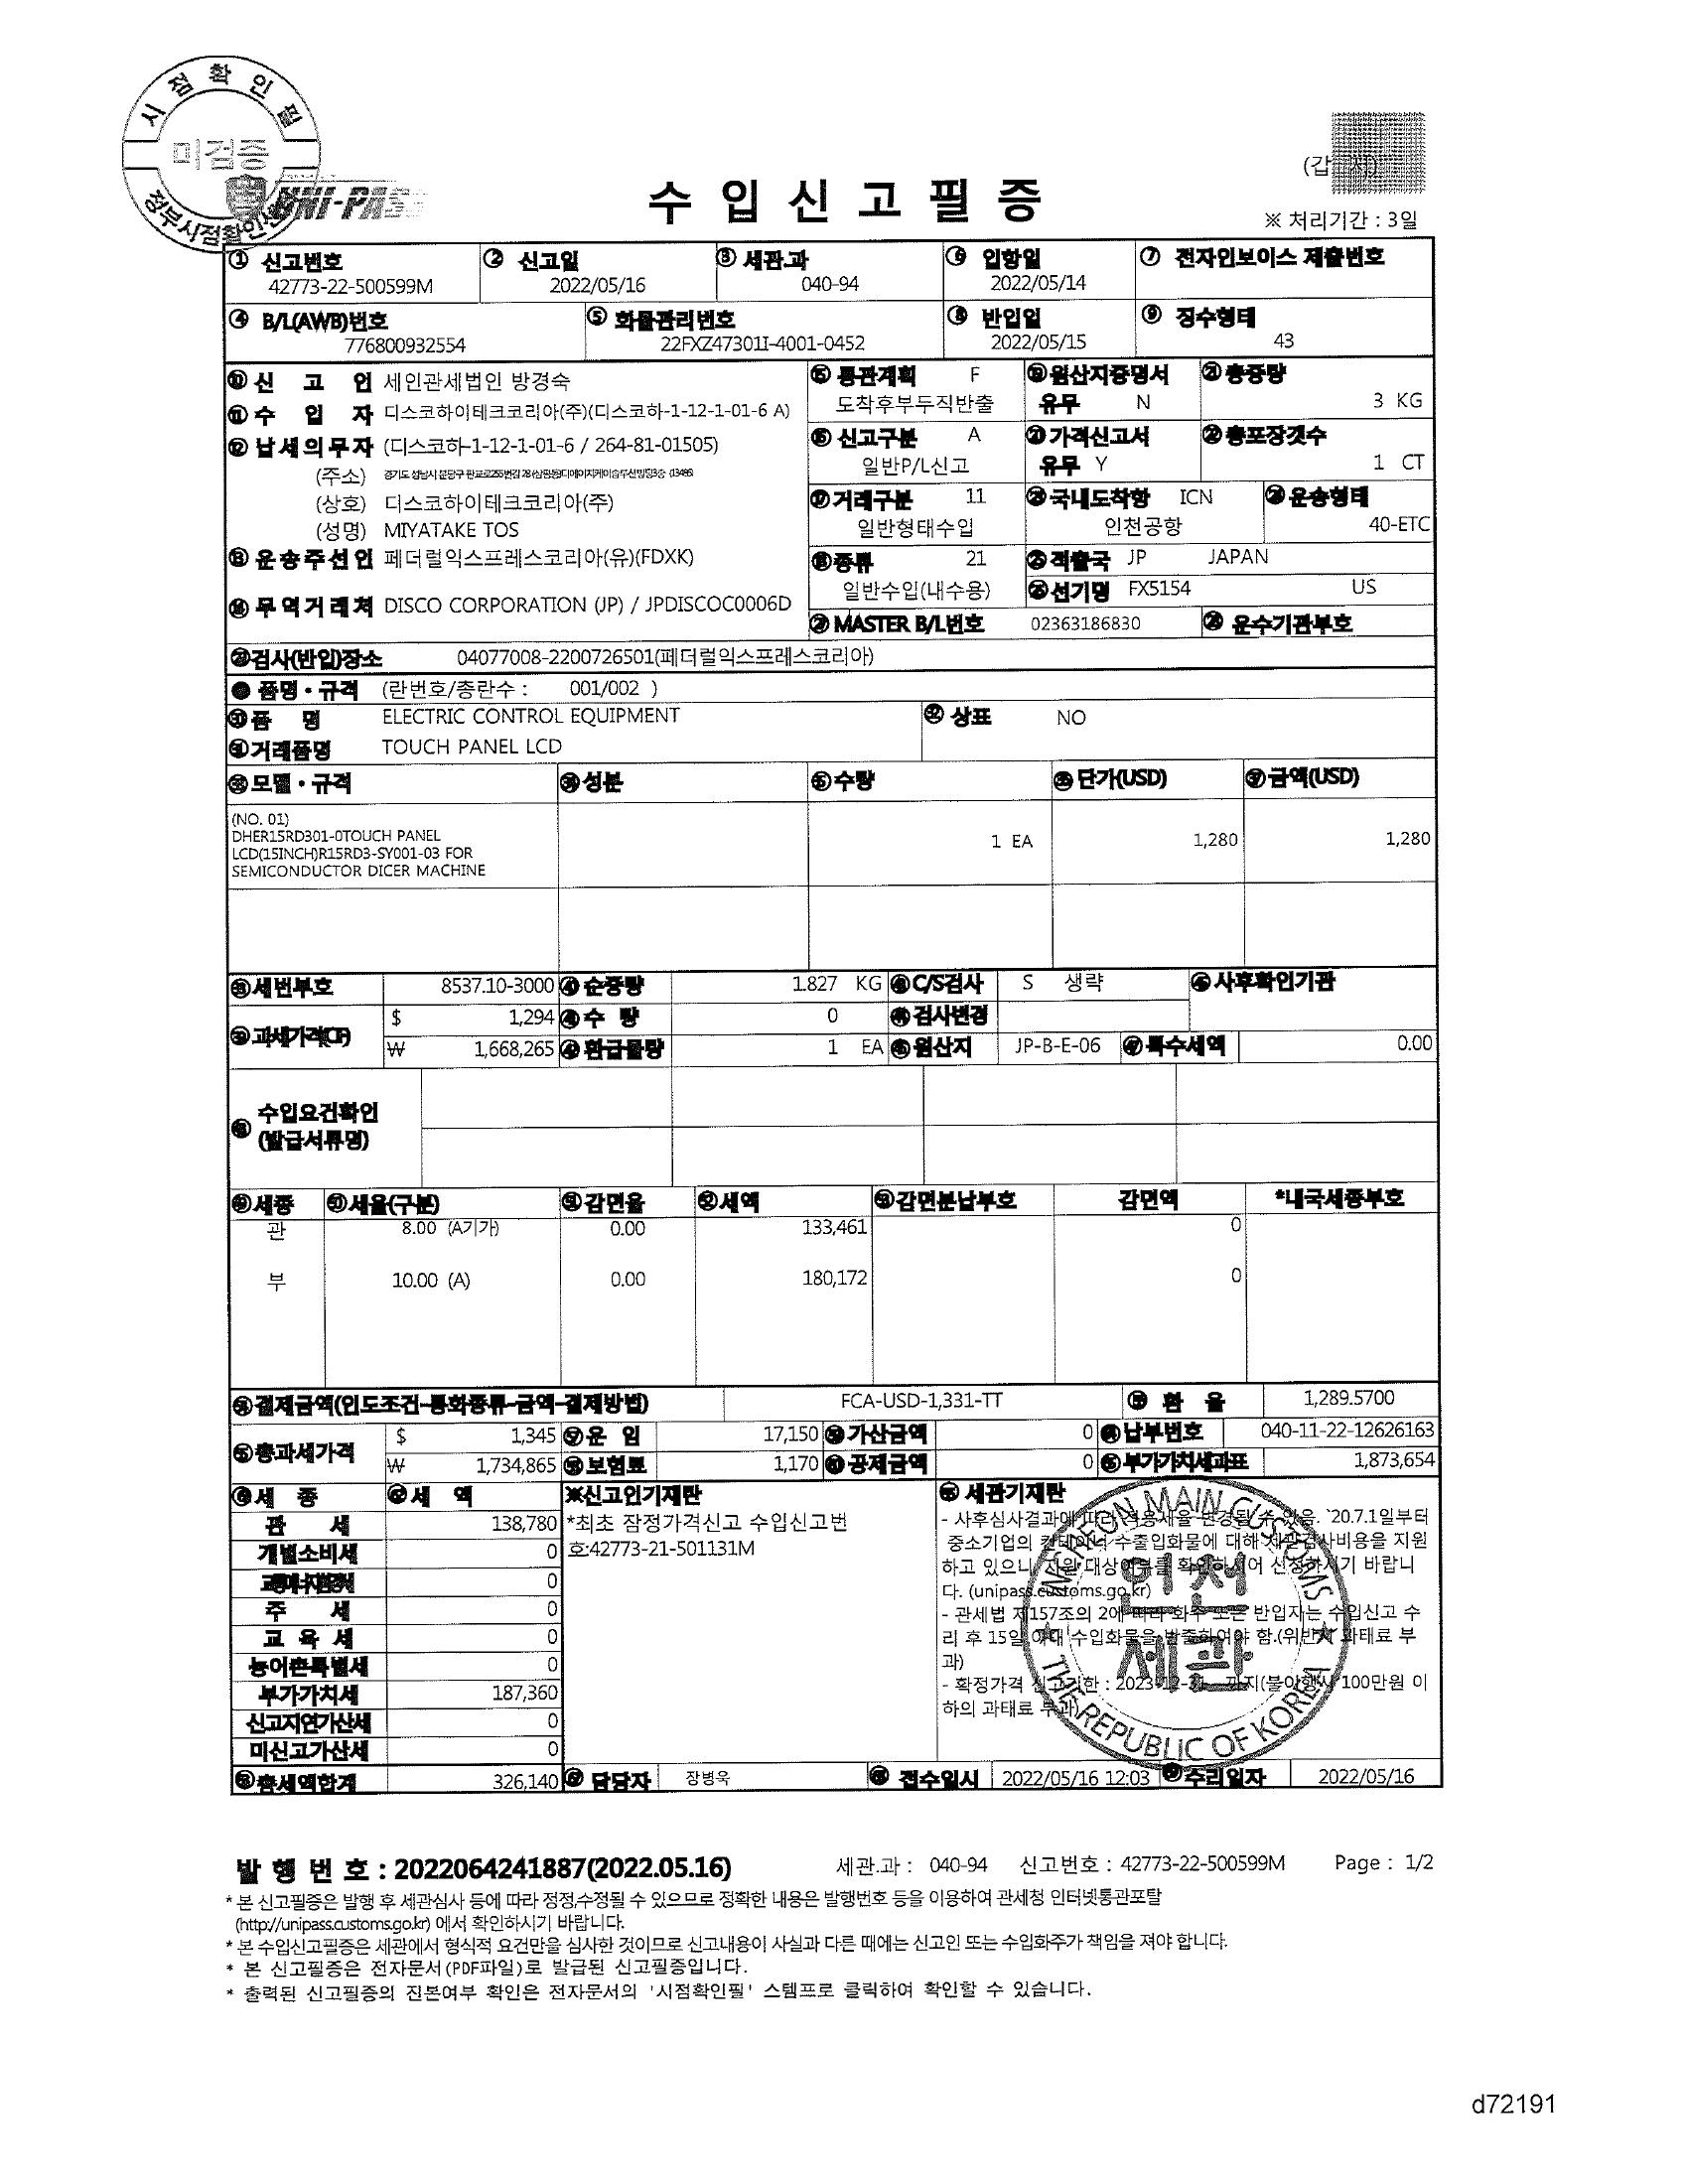 시점확인필
미검증
정부시점확인센
UNI-PASS
(갑 지)
수 입 신 고 필 증
※ 처리기간 : 3일
① 신고번호 ② 신고일 ③ 세관.과 ⑥ 입항일 ⑦ 전자인보이스 제출번호
42773-22-500599M 2022/05/16 040-94 2022/05/14
④ B/L(AWB)번호 ⑤ 화물관리번호 ⑧ 반입일 ⑨ 징수형태
776800932554 22FXZ47301I-4001-0452 2022/05/15 43
⑩ 신 고 인 세인관세법인 방경숙 ⑮ 통관계획 F ⑲ 원산지증명서 ㉑ 총중량
⑪ 수 입 자 디스코하이테크코리아(주)(디스코하-1-12-1-01-6 A) 도착후부두직반출 유무 N 3 KG
⑫ 납세의무자 (디스코하-1-12-1-01-6 / 264-81-01505) ⑯ 신고구분 A ⑳ 가격신고서 ㉒ 총포장갯수
(주소) 일반P/L신고 유무 Y 1 CT
(상호) 디스코하이테크코리아(주) ⑰ 거래구분 11 ㉓ 국내도착항 ICN ㉔ 운송형태
(성명) MIYATAKE TOS 일반형태수입 인천공항 40-ETC
⑬ 운송주선인 페더럴익스프레스코리아(유)(FDXK) ⑱ 종류 21 ㉕ 적출국 JP JAPAN
⑭ 무역거래처 DISCO CORPORATION (JP) / JPDISCOC0006D 일반수입(내수용) ㉖ 선기명 FX5154 US
㉗ MASTER B/L번호 02363186830 ㉘ 운수기관부호
㉙ 검사(반입)장소 04077008-2200726501(페더럴익스프레스코리아)
● 품명·규격 (란번호/총란수 : 001/002 )
㉚ 품 명 ELECTRIC CONTROL EQUIPMENT ㉜ 상표 NO
㉛ 거래품명 TOUCH PANEL LCD
㉝ 모델·규격 ㉞ 성분 ㉟ 수량 ㊱ 단가(USD) ㊲ 금액(USD)
(NO. 01)
DHER15RD301-0TOUCH PANEL
LCD(15INCH)R15RD3-SY001-03 FOR
SEMICONDUCTOR DICER MACHINE
1 EA 1,280 1,280
㊳ 세번부호 8537.10-3000 ㊵ 순중량 1.827 KG ㊸ C/S검사 S 생략 ㊺ 사후확인기관
㊴ 과세가격(CIF) $ 1,294 ㊶ 수 량 0 ㊹ 검사변경
₩ 1,668,265 ㊷ 환급물량 1 EA ㊻ 원산지 JP-B-E-06 ㊼ 특수세액 0.00
㊽ 수입요건확인
(발급서류명)
㊾ 세종 ㊿ 세율(구분) 감면율 세액 감면분납부호 감면액 *내국세종부호
관 8.00 (A기가) 0.00 133,461 0
부 10.00 (A) 0.00 180,172 0
결제금액(인도조건-통화종류-금액-결제방법) FCA-USD-1,331-TT 환 율 1,289.5700
총과세가격 $ 1,345 운 임 17,150 가산금액 0 납부번호 040-11-22-12626163
₩ 1,734,865 보험료 1,170 공제금액 0 부가가치세과표 1,873,654
세 종 세 액 ※신고인기재란 세관기재란
관 세 138,780
개별소비세 0
교통에너지환경세 0
주 세 0
교 육 세 0
농어촌특별세 0
부가가치세 187,360
신고지연가산세 0
미신고가산세 0
*최초 잠정가격신고 수입신고번
호:42773-21-501131M
- 사후심사결과에 따라 적용세율 변경될 수 있음. `20.7.1일부터
중소기업의 컨테이너 수출입화물에 대해 세관검사비용을 지원
하고 있으니 지원 대상여부를 확인하시어 신청하시기 바랍니
다. (unipass.customs.go.kr)
- 관세법 제157조의 2에 따라 화주 또는 반입자는 수입신고 수
리 후 15일 이내 수입화물을 반출하여야 함.(위반시 과태료 부
과)
- 확정가격 신고기한 : 2023-12-31 까지(불이행시 100만원 이
하의 과태료 부과)
INCHEON MAIN CUSTOMS
인천
세관
THE REPUBLIC OF KOREA
총세액합계 326,140 담당자 장병욱 접수일시 2022/05/16 12:03 수리일자 2022/05/16
발 행 번 호 : 2022064241887(2022.05.16) 세관.과 : 040-94 신고번호 : 42773-22-500599M Page : 1/2
* 본 신고필증은 발행 후 세관심사 등에 따라 정정,수정될 수 있으므로 정확한 내용은 발행번호 등을 이용하여 관세청 인터넷통관포탈
(http://unipass.customs.go.kr) 에서 확인하시기 바랍니다.
* 본 수입신고필증은 세관에서 형식적 요건만을 심사한 것이므로 신고내용이 사실과 다른 때에는 신고인 또는 수입화주가 책임을 져야 합니다.
* 본 신고필증은 전자문서(PDF파일)로 발급된 신고필증입니다.
* 출력된 신고필증의 진본여부 확인은 전자문서의 '시점확인필' 스탬프로 클릭하여 확인할 수 있습니다.
d72191